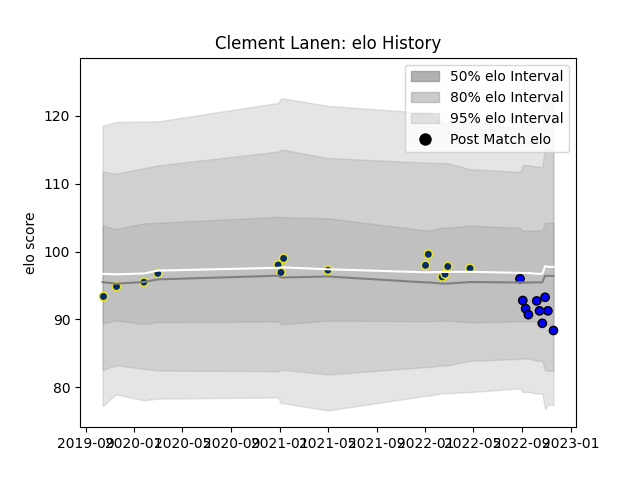 Clement Lanen: elo History
50% elo Interval
80% elo Interval
95% elo Interval
Post Match elo
elo score
120
110
100
90
80
2019-09 2020-01 2020-05 2020-09 2021-01 2021-05 2021-09 2022-01 2022-05 2022-09 2023-01